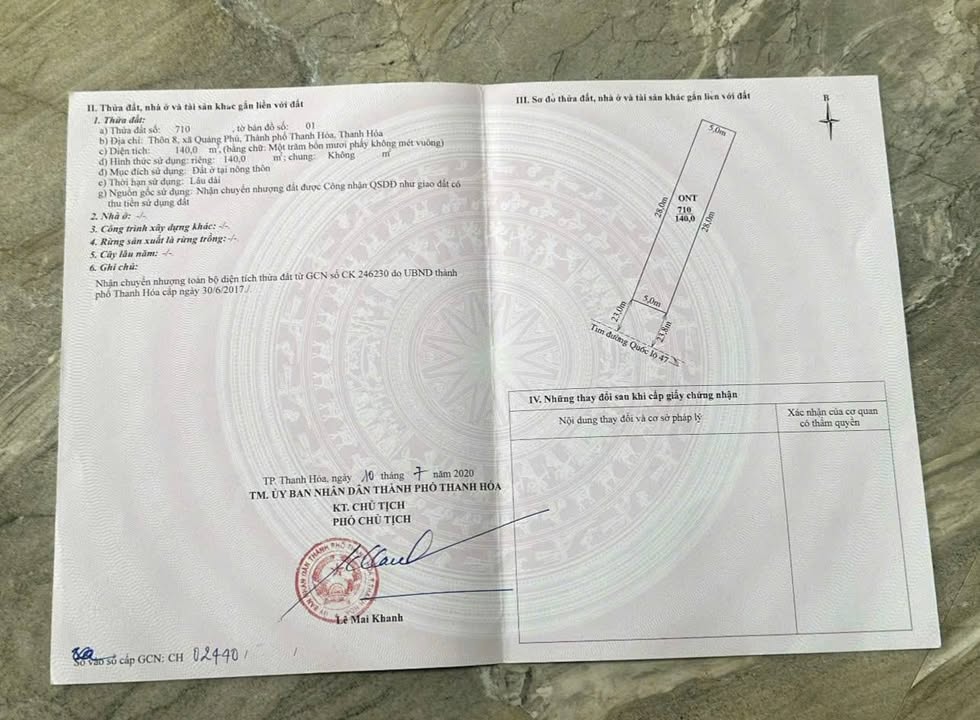 II. Thửa đất, nhà ở và tài sản khác gắn liền với đất
1. Thửa đất:
a) Thửa đất số: 710 , tờ bản đồ số: 01
b) Địa chỉ: Thôn 8, xã Quảng Phú, Thành phố Thanh Hóa, Thanh Hóa
c) Diện tích: 140,0 m², (bằng chữ: Một trăm bốn mươi phẩy không mét vuông)
d) Hình thức sử dụng: riêng: 140,0 m²; chung: Không m²
đ) Mục đích sử dụng: Đất ở tại nông thôn
e) Thời hạn sử dụng: Lâu dài
g) Nguồn gốc sử dụng: Nhận chuyển nhượng đất được Công nhận QSDĐ như giao đất có
thu tiền sử dụng đất
2. Nhà ở: -/-
3. Công trình xây dựng khác: -/-
4. Rừng sản xuất là rừng trồng: -/-
5. Cây lâu năm: -/-
6. Ghi chú:
Nhận chuyển nhượng toàn bộ diện tích thửa đất từ GCN số CK 246230 do UBND thành
phố Thanh Hóa cấp ngày 30/6/2017./.
TP. Thanh Hóa, ngày 10 tháng 7 năm 2020
TM. ỦY BAN NHÂN DÂN THÀNH PHỐ THANH HÓA
KT. CHỦ TỊCH
PHÓ CHỦ TỊCH
Lê Mai Khanh
Số vào sổ cấp GCN: CH 02440
III. Sơ đồ thửa đất, nhà ở và tài sản khác gắn liền với đất
B
5,0m
28,0m
ONT
710
140,0
28,0m
5,0m
23,0m
23,8m
Tim đường Quốc lộ 47
IV. Những thay đổi sau khi cấp giấy chứng nhận
Nội dung thay đổi và cơ sở pháp lý
Xác nhận của cơ quan
có thẩm quyền